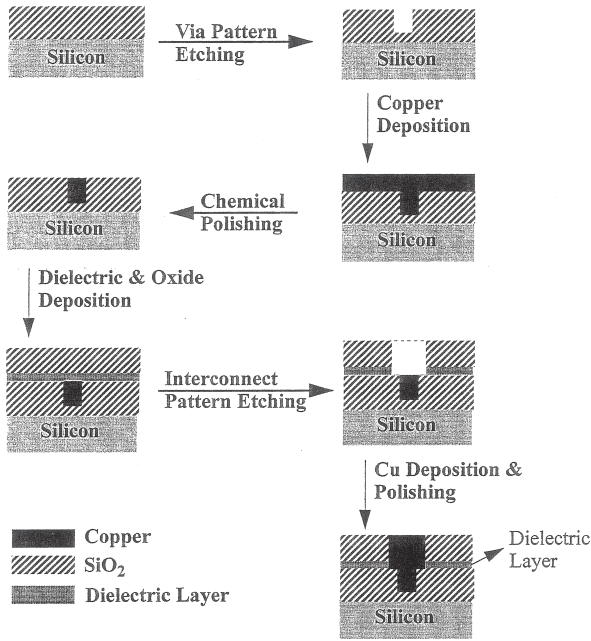 Silicon
Via Pattern
Etching
Silicon
Copper
Deposition
Silicon
Chemical
Polishing
Silicon
Dielectric & Oxide
Deposition
Silicon
Interconnect
Pattern Etching
Silicon
Cu Deposition &
Polishing
Silicon
Dielectric
Layer
Copper
SiO2
Dielectric Layer